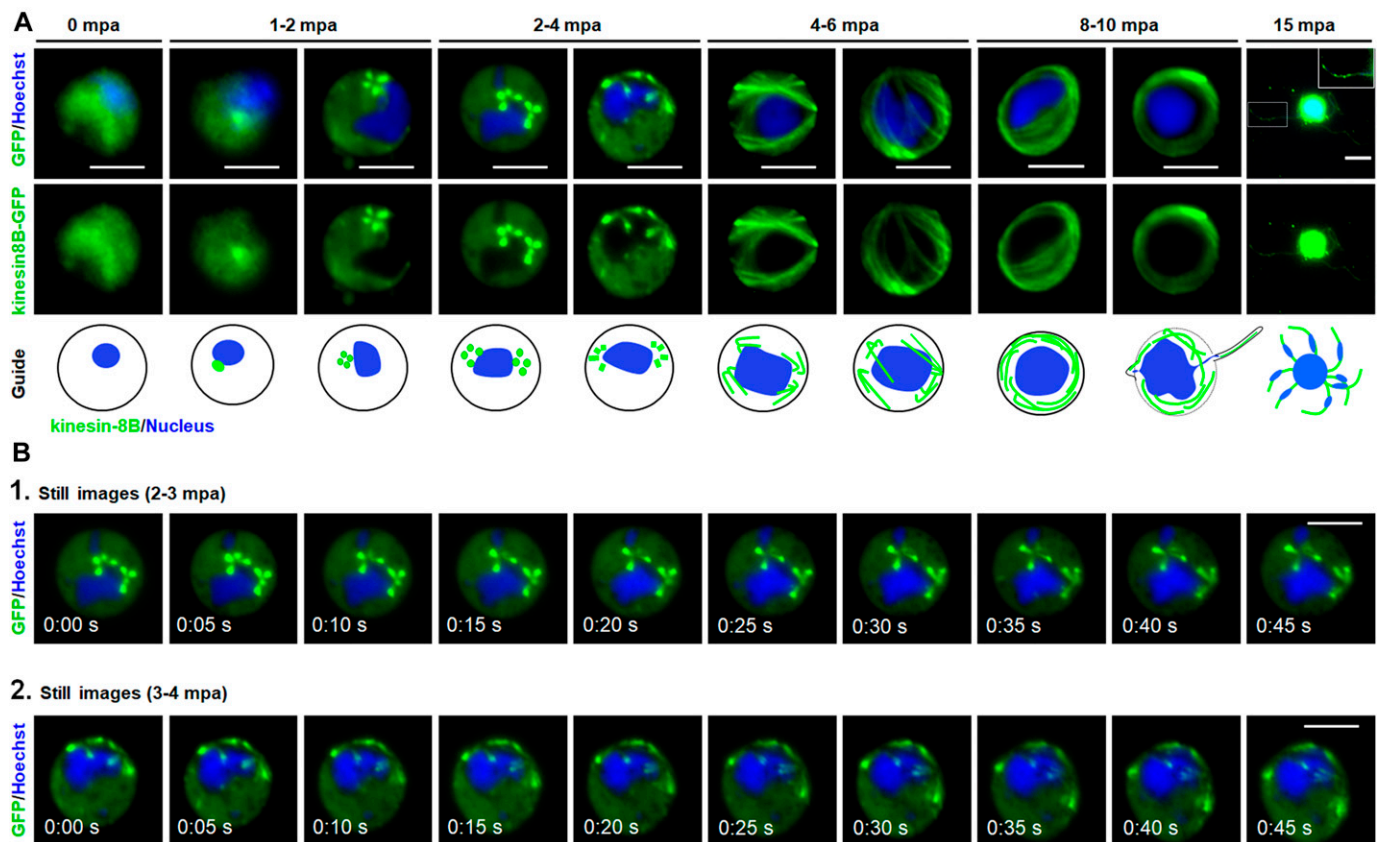 A
0 mpa 1-2 mpa 2-4 mpa 4-6 mpa 8-10 mpa 15 mpa
GFP/Hoechst
kinesin8B-GFP
Guide
kinesin-8B/Nucleus
B
1. Still images (2-3 mpa)
GFP/Hoechst
0:00 s 0:05 s 0:10 s 0:15 s 0:20 s 0:25 s 0:30 s 0:35 s 0:40 s 0:45 s
2. Still images (3-4 mpa)
GFP/Hoechst
0:00 s 0:05 s 0:10 s 0:15 s 0:20 s 0:25 s 0:30 s 0:35 s 0:40 s 0:45 s